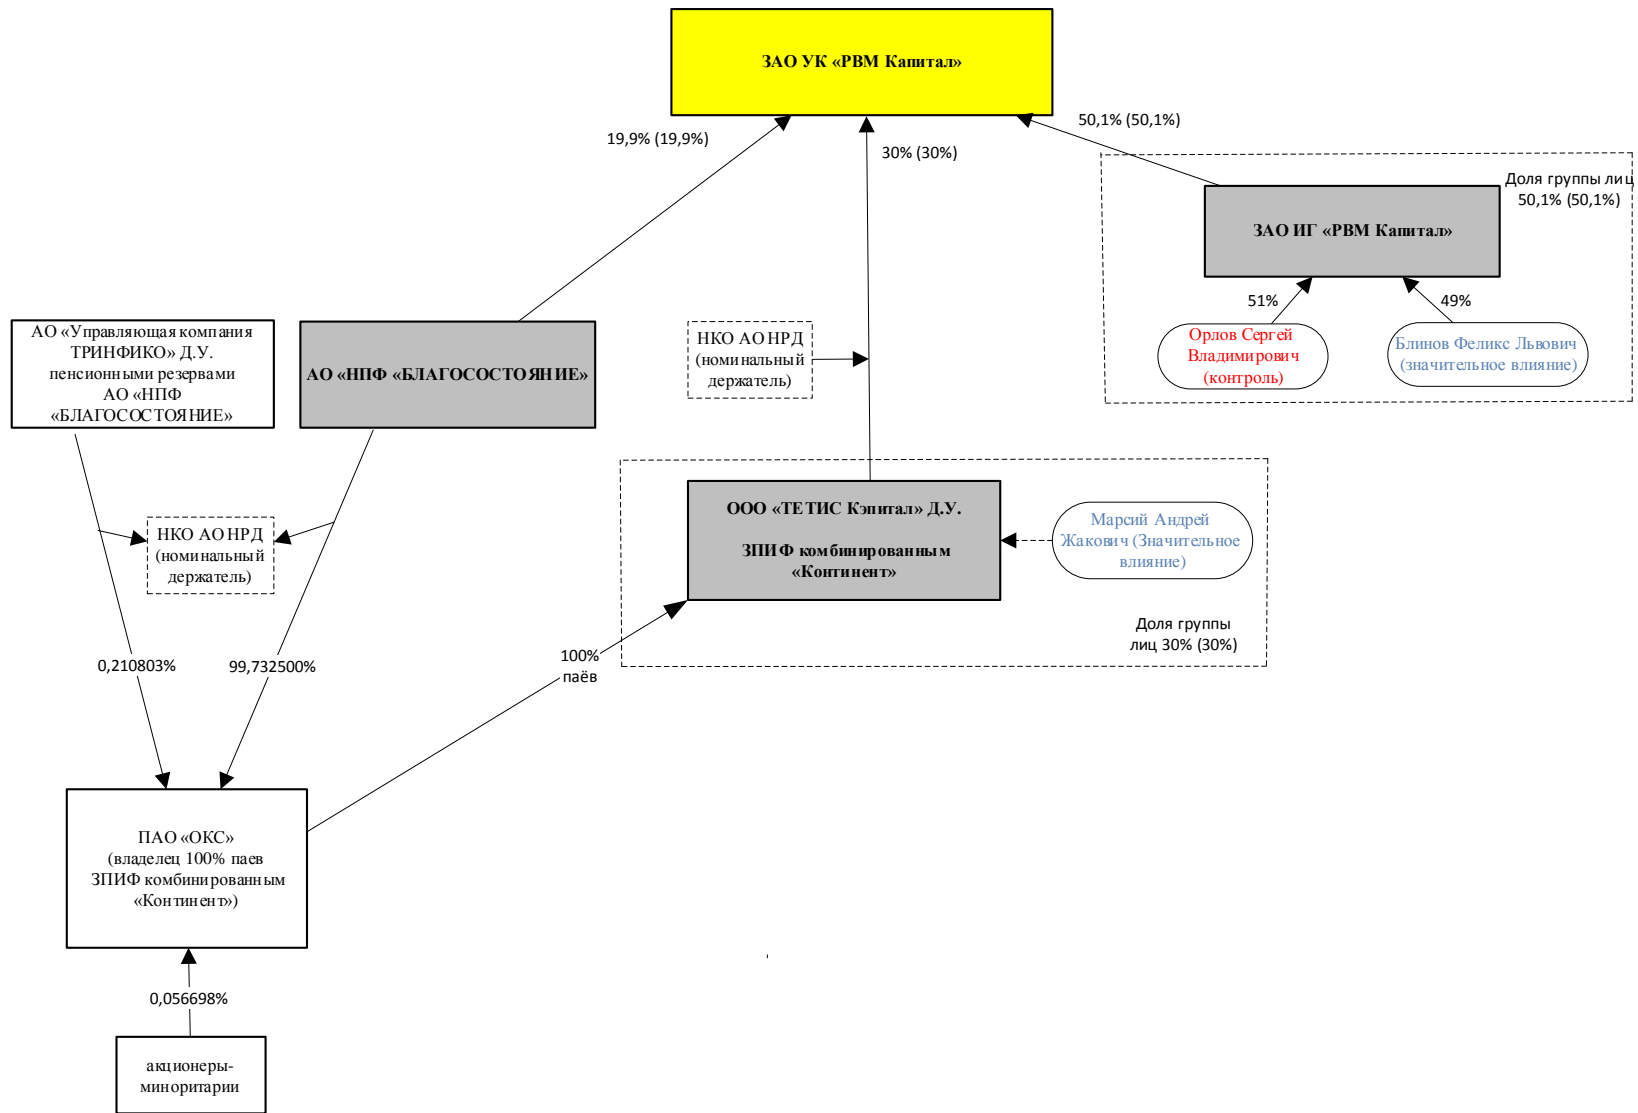 ЗАО УК «РВМ Капитал»
19,9% (19,9%)
30% (30%)
50,1% (50,1%)
Доля группы лиц
50,1% (50,1%)
ЗАО ИГ «РВМ Капитал»
51%
49%
Орлов Сергей
Владимирович
(контроль)
Блинов Феликс Львович
(значительное влияние)
АО «Управляющая компания
ТРИНФИКО» Д.У.
пенсионными резервами
АО «НПФ
«БЛАГОСОСТОЯНИЕ»
АО «НПФ «БЛАГОСОСТОЯНИЕ»
НКО АО НРД
(номинальный
держатель)
ООО «ТЕТИС Кэпитал» Д.У.
ЗПИФ комбинированным
«Континент»
Марсий Андрей
Жакович (Значительное
влияние)
Доля группы
лиц 30% (30%)
НКО АО НРД
(номинальный
держатель)
0,210803%
99,732500%
100%
паёв
ПАО «ОКС»
(владелец 100% паев
ЗПИФ комбинированным
«Континент»)
0,056698%
акционеры-
миноритарии